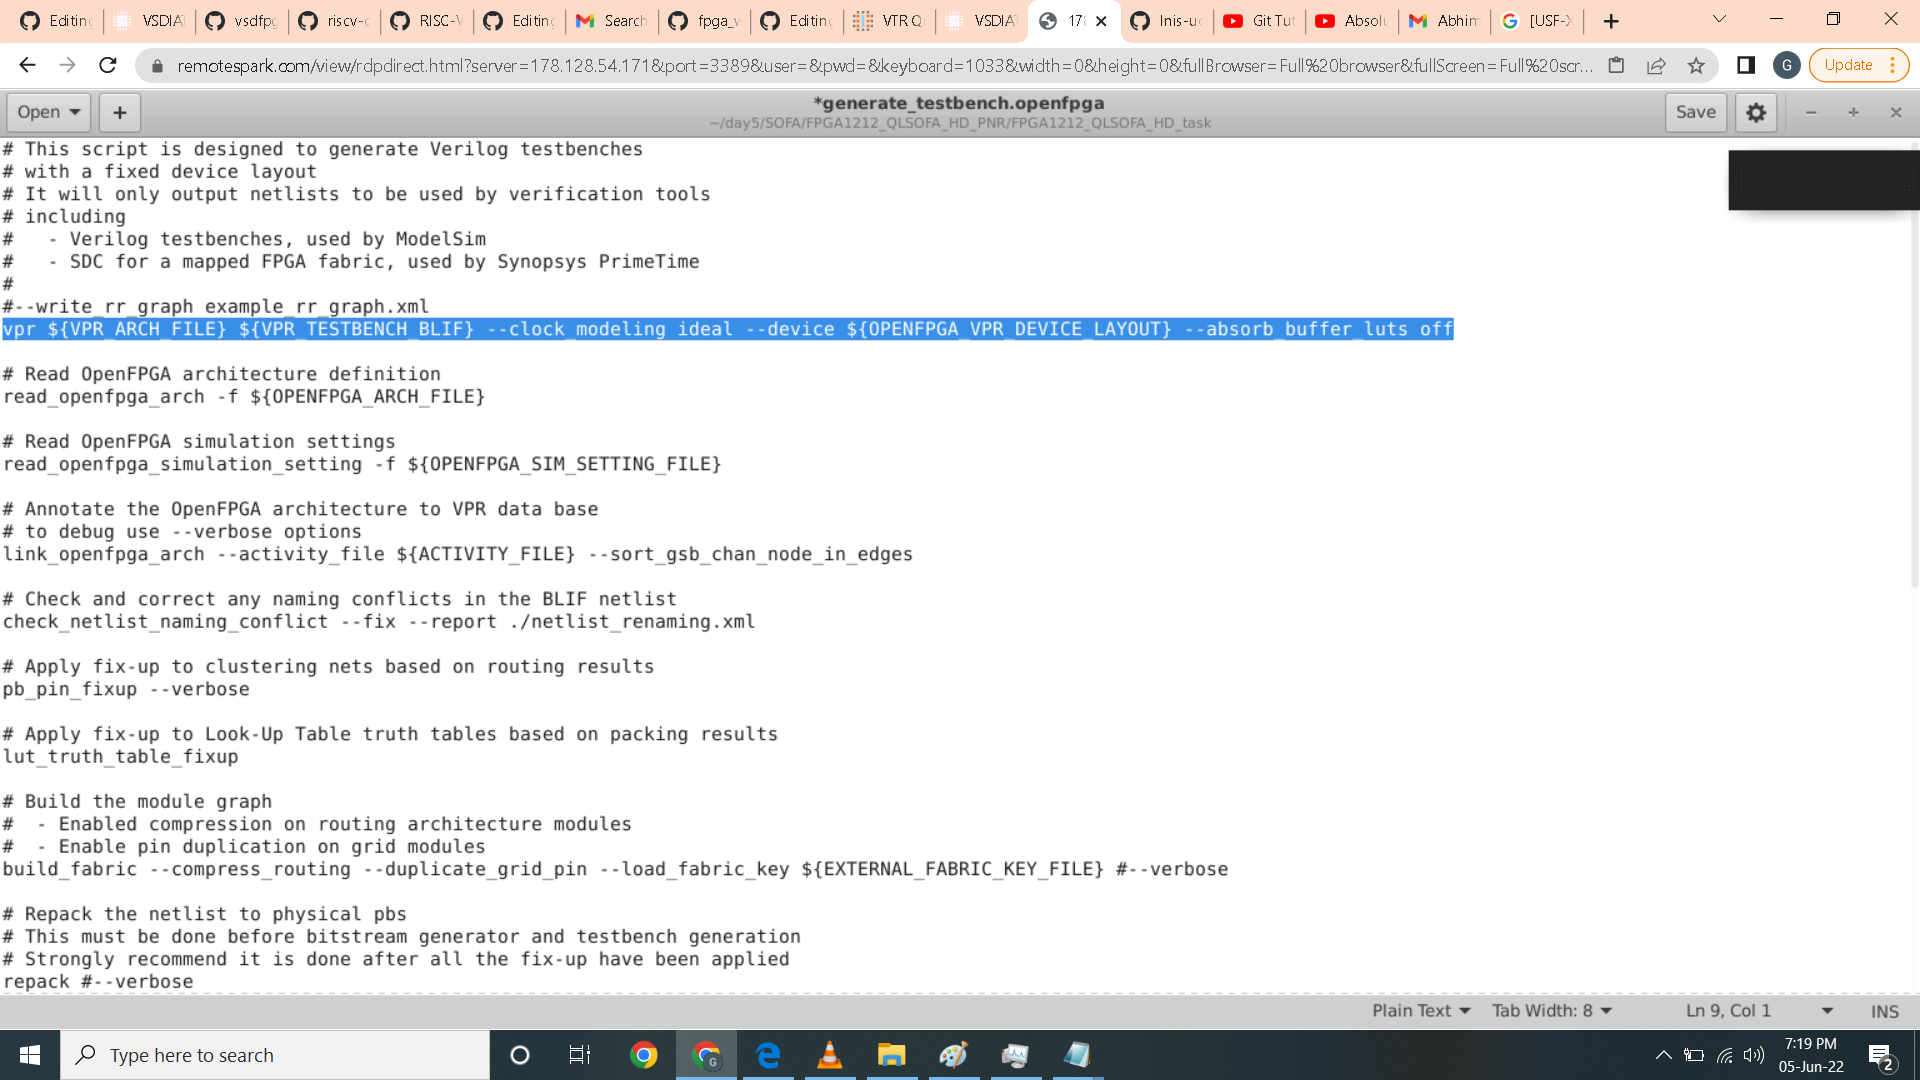 Editing VSDIA vsdfpg riscv- RISC-V Editing Search fpga_ Editing VTR Q VSDIA 17 Inis-u Git Tut Absol Abhim [USF-X
remotespark.com/view/rdpdirect.html?server=178.128.54.171&port=3389&user=&pwd=&keyboard=1033&width=0&height=0&fullBrowser=Full%20browser&fullScreen=Full%20scr... G Update
Open + *generate_testbench.openfpga Save
~/day5/SOFA/FPGA1212_QLSOFA_HD_PNR/FPGA1212_QLSOFA_HD_task
# This script is designed to generate Verilog testbenches
# with a fixed device layout
# It will only output netlists to be used by verification tools
# including
#   - Verilog testbenches, used by ModelSim
#   - SDC for a mapped FPGA fabric, used by Synopsys PrimeTime
#
#--write_rr_graph example_rr_graph.xml
vpr ${VPR_ARCH_FILE} ${VPR_TESTBENCH_BLIF} --clock_modeling ideal --device ${OPENFPGA_VPR_DEVICE_LAYOUT} --absorb_buffer_luts off
# Read OpenFPGA architecture definition
read_openfpga_arch -f ${OPENFPGA_ARCH_FILE}
# Read OpenFPGA simulation settings
read_openfpga_simulation_setting -f ${OPENFPGA_SIM_SETTING_FILE}
# Annotate the OpenFPGA architecture to VPR data base
# to debug use --verbose options
link_openfpga_arch --activity_file ${ACTIVITY_FILE} --sort_gsb_chan_node_in_edges
# Check and correct any naming conflicts in the BLIF netlist
check_netlist_naming_conflict --fix --report ./netlist_renaming.xml
# Apply fix-up to clustering nets based on routing results
pb_pin_fixup --verbose
# Apply fix-up to Look-Up Table truth tables based on packing results
lut_truth_table_fixup
# Build the module graph
#  - Enabled compression on routing architecture modules
#  - Enable pin duplication on grid modules
build_fabric --compress_routing --duplicate_grid_pin --load_fabric_key ${EXTERNAL_FABRIC_KEY_FILE} #--verbose
# Repack the netlist to physical pbs
# This must be done before bitstream generator and testbench generation
# Strongly recommend it is done after all the fix-up have been applied
repack #--verbose
Plain Text Tab Width: 8 Ln 9, Col 1 INS
Type here to search
7:19 PM
05-Jun-22
2